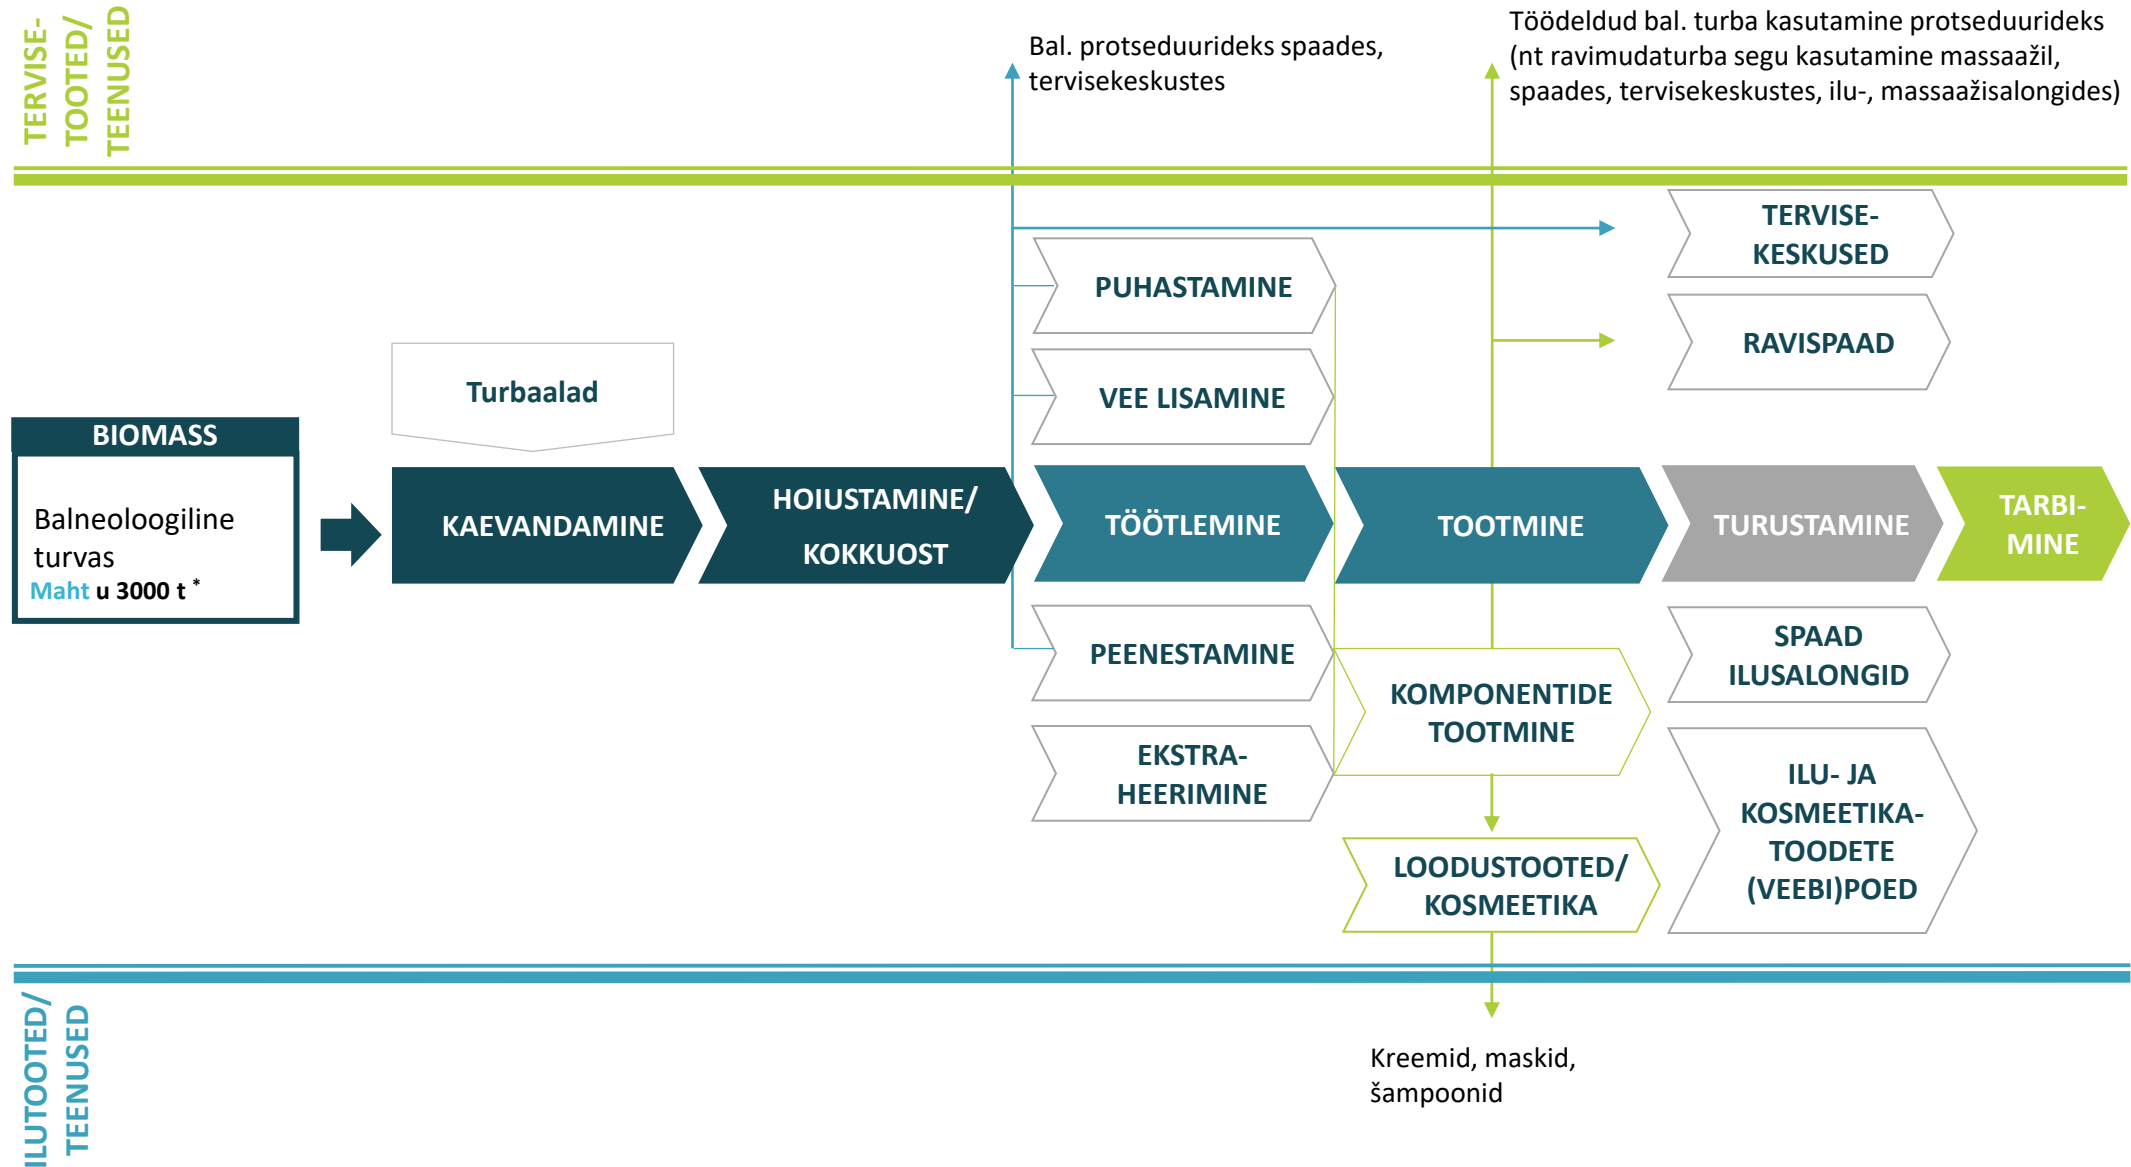 TERVISE-
TOOTED/
TEENUSED
Bal. protseduurideks spaades,
tervisekeskustes
Töödeldud bal. turba kasutamine protseduurideks
(nt ravimudaturba segu kasutamine massaažil,
spaades, tervisekeskustes, ilu-, massaažisalongides)
TERVISE-
KESKUSED
PUHASTAMINE
RAVISPAAD
Turbaalad
VEE LISAMINE
BIOMASS
Balneoloogiline
turvas
Maht u 3000 t *
KAEVANDAMINE
HOIUSTAMINE/
KOKKUOST
TÖÖTLEMINE
TOOTMINE
TURUSTAMINE
TARBI-
MINE
PEENESTAMINE
SPAAD
ILUSALONGID
KOMPONENTIDE
TOOTMINE
EKSTRA-
HEERIMINE
ILU- JA
KOSMEETIKA-
TOODETE
(VEEBI)POED
LOODUSTOOTED/
KOSMEETIKA
ILUTOOTED/
TEENUSED
Kreemid, maskid,
šampoonid